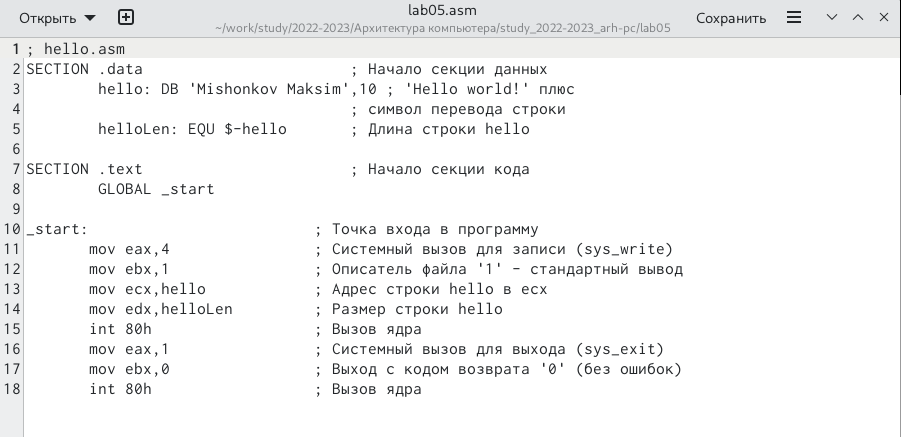 Открыть
lab05.asm
~/work/study/2022-2023/Архитектура компьютера/study_2022-2023_arh-pc/lab05
Сохранить
1 ; hello.asm
2 SECTION .data ; Начало секции данных
3 hello: DB 'Mishonkov Maksim',10 ; 'Hello world!' плюс
4 ; символ перевода строки
5 helloLen: EQU $-hello ; Длина строки hello
6
7 SECTION .text ; Начало секции кода
8 GLOBAL _start
9
10 _start: ; Точка входа в программу
11 mov eax,4 ; Системный вызов для записи (sys_write)
12 mov ebx,1 ; Описатель файла '1' - стандартный вывод
13 mov ecx,hello ; Адрес строки hello в ecx
14 mov edx,helloLen ; Размер строки hello
15 int 80h ; Вызов ядра
16 mov eax,1 ; Системный вызов для выхода (sys_exit)
17 mov ebx,0 ; Выход с кодом возврата '0' (без ошибок)
18 int 80h ; Вызов ядра